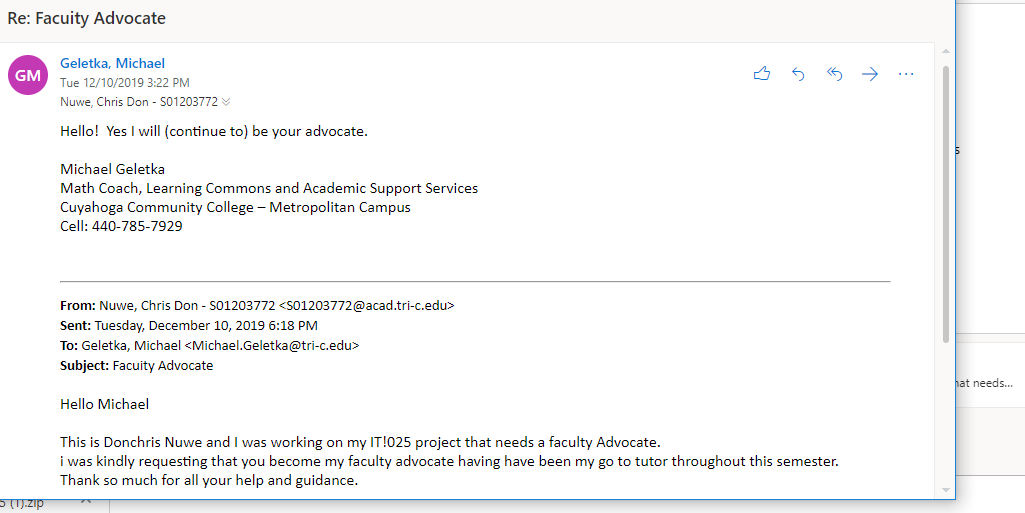 Re: Facuity Advocate
GM
Geletka, Michael
Tue 12/10/2019 3:22 PM
Nuwe, Chris Don - S01203772
Hello! Yes I will (continue to) be your advocate.
Michael Geletka
Math Coach, Learning Commons and Academic Support Services
Cuyahoga Community College – Metropolitan Campus
Cell: 440-785-7929
From: Nuwe, Chris Don - S01203772 <S01203772@acad.tri-c.edu>
Sent: Tuesday, December 10, 2019 6:18 PM
To: Geletka, Michael <Michael.Geletka@tri-c.edu>
Subject: Facuity Advocate
Hello Michael
This is Donchris Nuwe and I was working on my IT!025 project that needs a faculty Advocate.
i was kindly requesting that you become my faculty advocate having have been my go to tutor throughout this semester.
Thank so much for all your help and guidance.
needs...
(1).zip